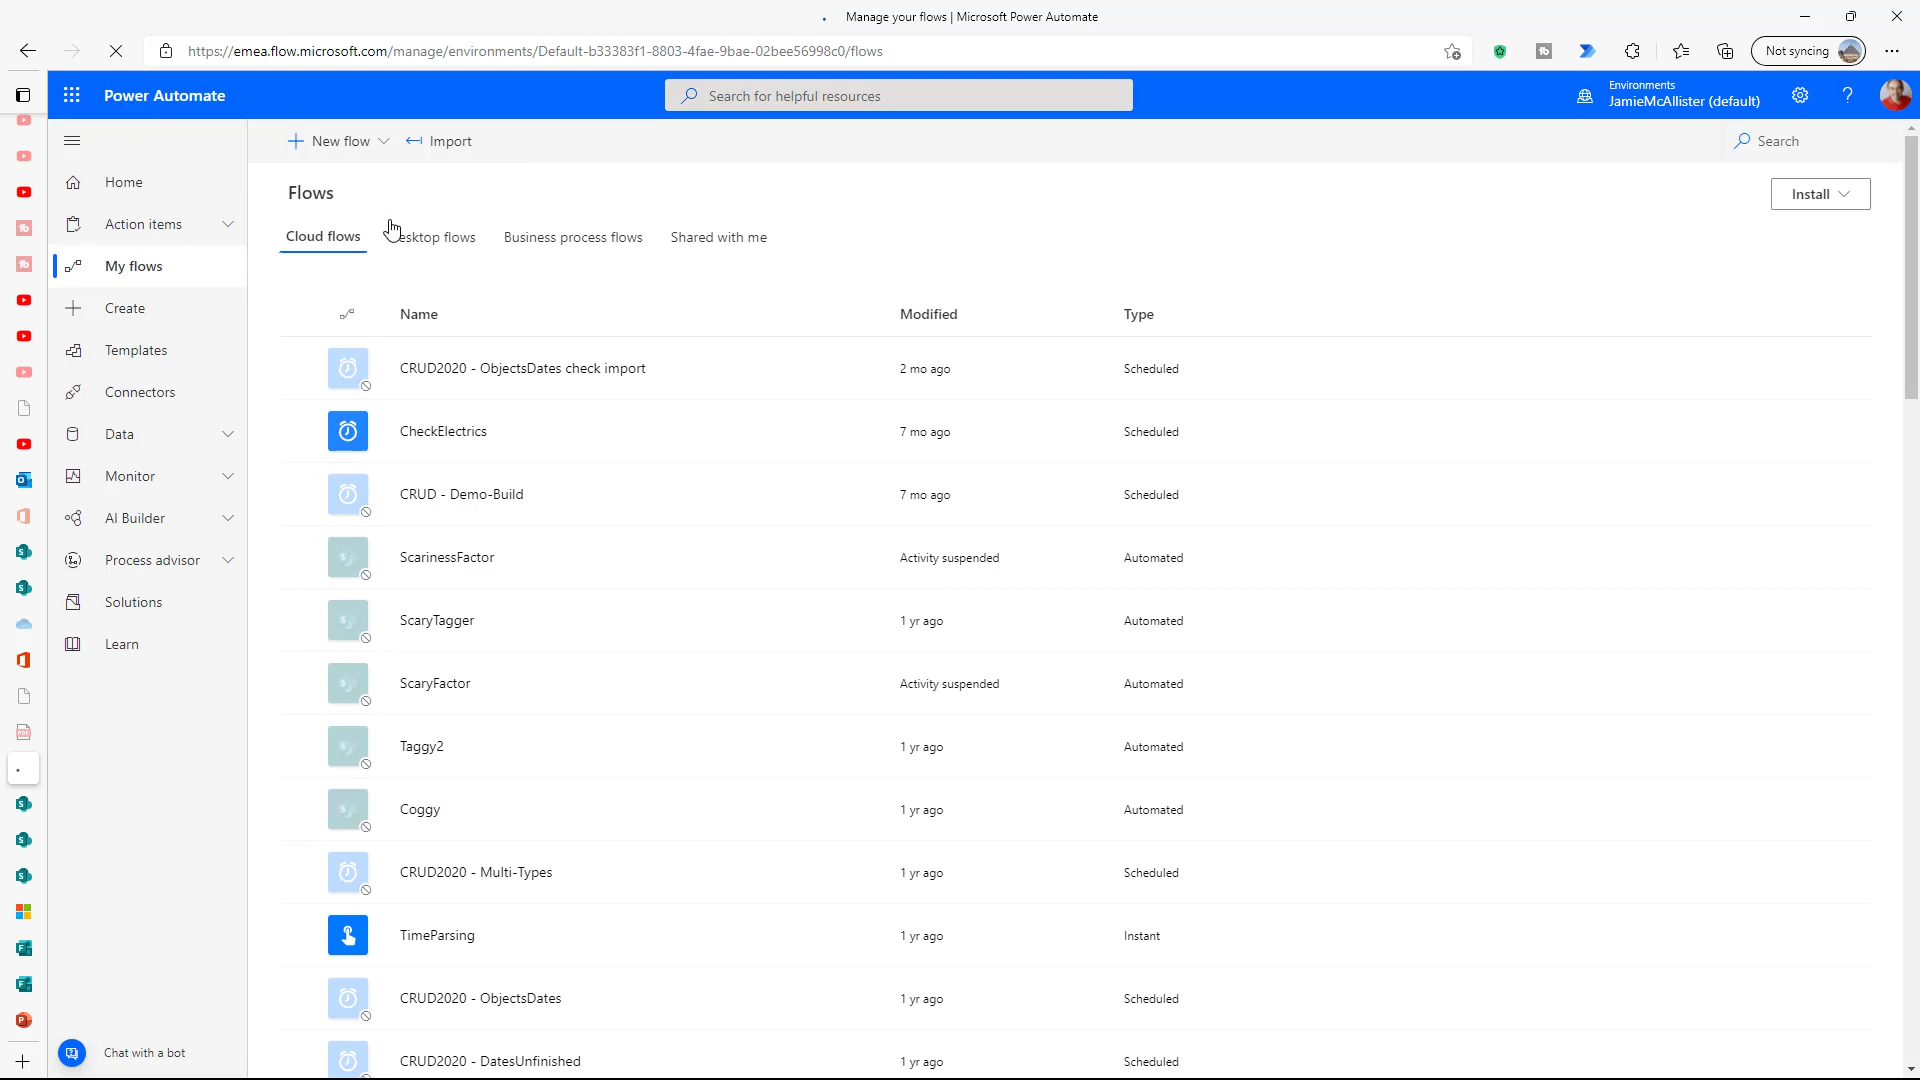 Manage your flows | Microsoft Power Automate
https://emea.flow.microsoft.com/manage/environments/Default-b33383f1-8803-4fae-9bae-02bee56998c0/flows
Not syncing
Power Automate
Search for helpful resources
Environments
JamieMcAllister (default)
?
New flow
Import
Search
Home
Action items
My flows
Create
Templates
Connectors
Data
Monitor
AI Builder
Process advisor
Solutions
Learn
Chat with a bot
Flows
Install
Cloud flows
esktop flows
Business process flows
Shared with me
Name Modified Type
CRUD2020 - ObjectsDates check import 2 mo ago Scheduled
CheckElectrics 7 mo ago Scheduled
CRUD - Demo-Build 7 mo ago Scheduled
ScarinessFactor Activity suspended Automated
ScaryTagger 1 yr ago Automated
ScaryFactor Activity suspended Automated
Taggy2 1 yr ago Automated
Coggy 1 yr ago Automated
CRUD2020 - Multi-Types 1 yr ago Scheduled
TimeParsing 1 yr ago Instant
CRUD2020 - ObjectsDates 1 yr ago Scheduled
CRUD2020 - DatesUnfinished 1 yr ago Scheduled